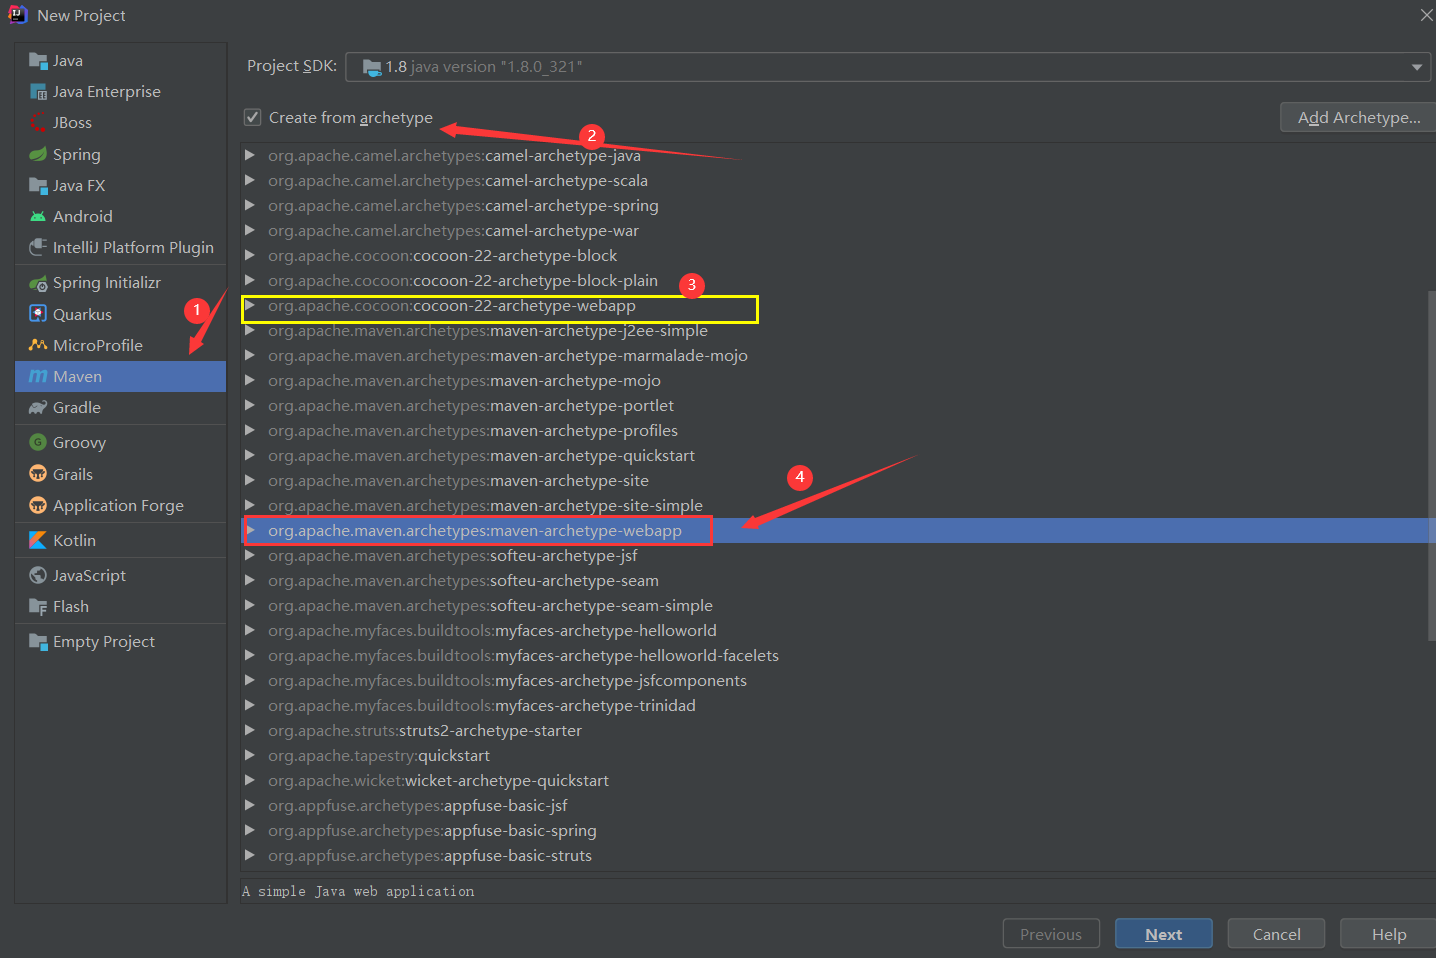 New Project
Java
Java Enterprise
JBoss
Spring
Java FX
Android
IntelliJ Platform Plugin
Spring Initializr
Quarkus
MicroProfile
Maven
Gradle
Groovy
Grails
Application Forge
Kotlin
JavaScript
Flash
Empty Project
1
Project SDK: 1.8 java version "1.8.0_321"
Create from archetype
Add Archetype...
2
org.apache.camel.archetypes:camel-archetype-java
org.apache.camel.archetypes:camel-archetype-scala
org.apache.camel.archetypes:camel-archetype-spring
org.apache.camel.archetypes:camel-archetype-war
org.apache.cocoon:cocoon-22-archetype-block
org.apache.cocoon:cocoon-22-archetype-block-plain
3
org.apache.cocoon:cocoon-22-archetype-webapp
org.apache.maven.archetypes:maven-archetype-j2ee-simple
org.apache.maven.archetypes:maven-archetype-marmalade-mojo
org.apache.maven.archetypes:maven-archetype-mojo
org.apache.maven.archetypes:maven-archetype-portlet
org.apache.maven.archetypes:maven-archetype-profiles
org.apache.maven.archetypes:maven-archetype-quickstart
org.apache.maven.archetypes:maven-archetype-site
4
org.apache.maven.archetypes:maven-archetype-site-simple
org.apache.maven.archetypes:maven-archetype-webapp
org.apache.maven.archetypes:softeu-archetype-jsf
org.apache.maven.archetypes:softeu-archetype-seam
org.apache.maven.archetypes:softeu-archetype-seam-simple
org.apache.myfaces.buildtools:myfaces-archetype-helloworld
org.apache.myfaces.buildtools:myfaces-archetype-helloworld-facelets
org.apache.myfaces.buildtools:myfaces-archetype-jsfcomponents
org.apache.myfaces.buildtools:myfaces-archetype-trinidad
org.apache.struts:struts2-archetype-starter
org.apache.tapestry:quickstart
org.apache.wicket:wicket-archetype-quickstart
org.appfuse.archetypes:appfuse-basic-jsf
org.appfuse.archetypes:appfuse-basic-spring
org.appfuse.archetypes:appfuse-basic-struts
A simple Java web application
Previous
Next
Cancel
Help